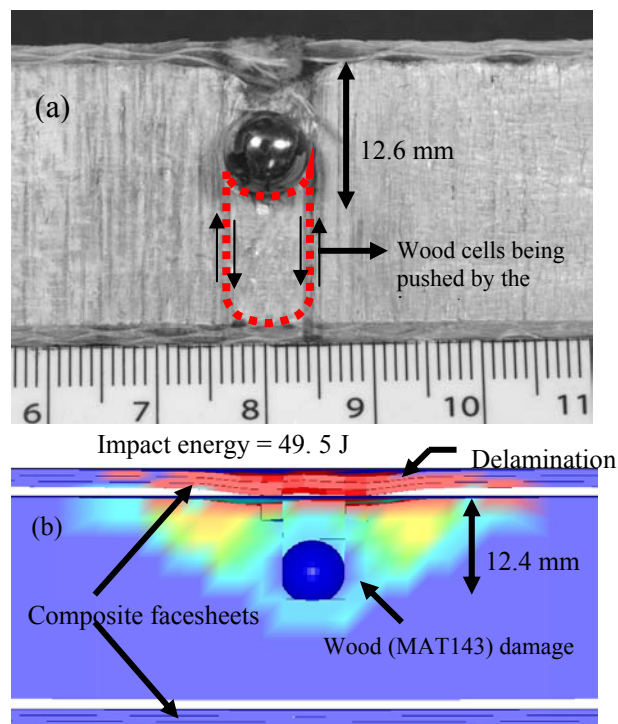 (a)
12.6 mm
Wood cells being
pushed by the
6 7 8 9 10 11
Impact energy = 49. 5 J
Delamination
(b)
12.4 mm
Composite facesheets
Wood (MAT143) damage